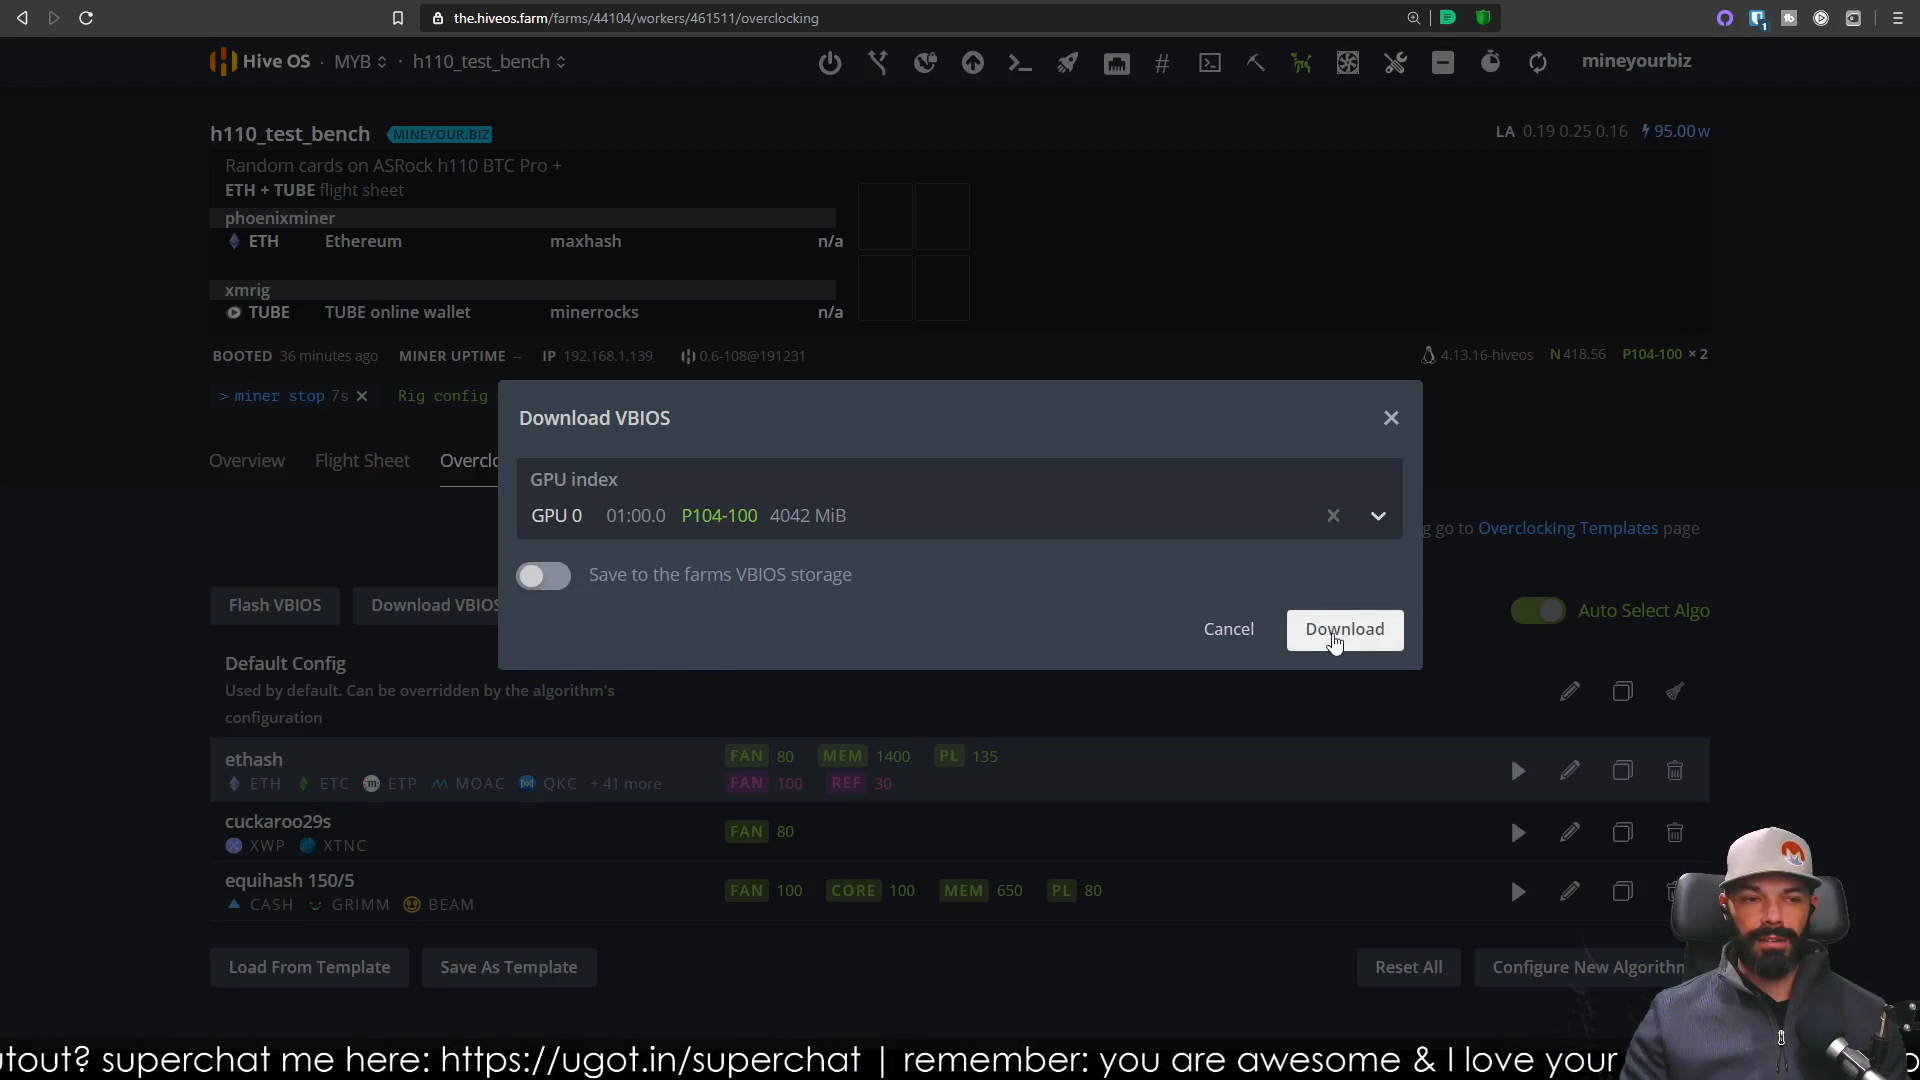 the.hiveos.farm/farms/44104/workers/461511/overclocking
Hive OS · MYB · h110_test_bench
mineyourbiz
h110_test_bench MINEYOUR.BIZ
LA 0.19 0.25 0.16 95.00 w
Random cards on ASRock h110 BTC Pro +
ETH + TUBE flight sheet
phoenixminer
ETH Ethereum maxhash n/a
xmrig
TUBE TUBE online wallet minerrocks n/a
BOOTED 36 minutes ago MINER UPTIME – IP 192.168.1.139 0.6-108@191231
4.13.16-hiveos N 418.56 P104-100 × 2
> miner stop 7s Rig config
Download VBIOS
GPU index
GPU 0 01:00.0 P104-100 4042 MiB
Save to the farms VBIOS storage
Cancel Download
Overview Flight Sheet Overclo
g go to Overclocking Templates page
Flash VBIOS Download VBIOS
Auto Select Algo
Default Config
Used by default. Can be overridden by the algorithm's
configuration
ethash
ETH ETC ETP MOAC QKC + 41 more
FAN 80 MEM 1400 PL 135
FAN 100 REF 30
cuckaroo29s
XWP XTNC
FAN 80
equihash 150/5
CASH GRIMM BEAM
FAN 100 CORE 100 MEM 650 PL 80
Load From Template Save As Template
Reset All Configure New Algorithm
utout? superchat me here: https://ugot.in/superchat | remember: you are awesome & I love your